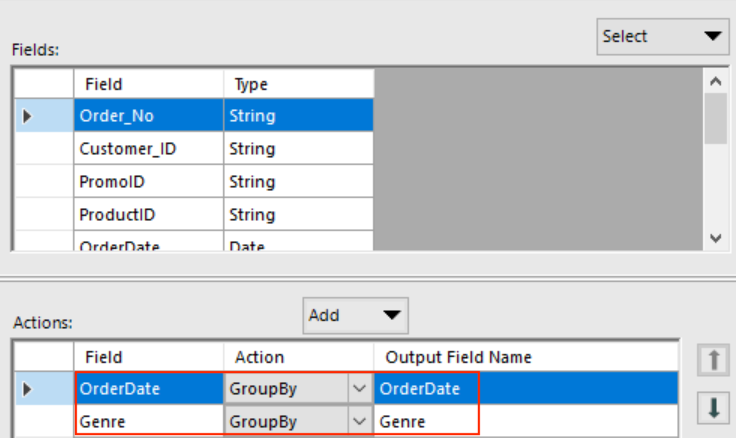 Select
Fields:
Field Type
Order_No String
Customer_ID String
PromoID String
ProductID String
OrderDate Date
Add
Actions:
Field Action Output Field Name
OrderDate GroupBy OrderDate
Genre GroupBy Genre